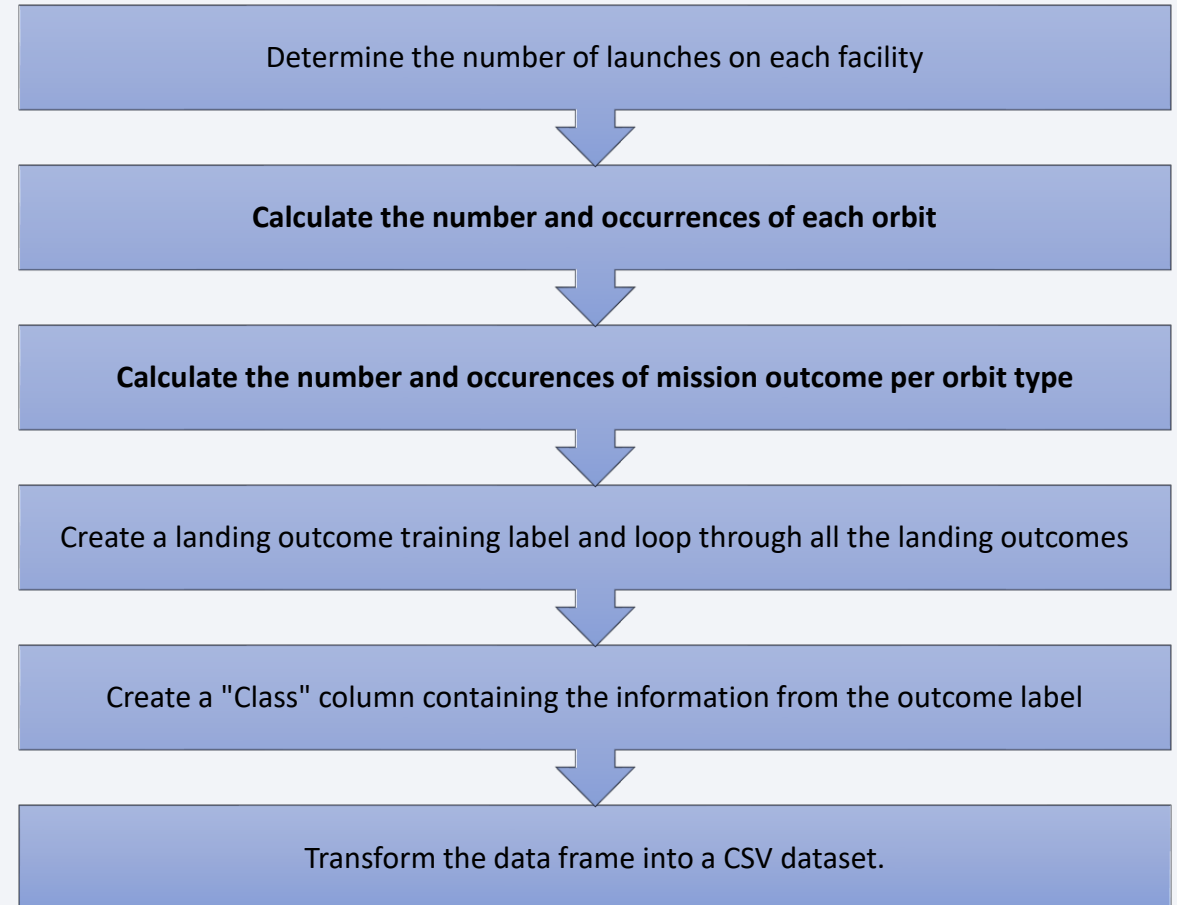 Determine the number of launches on each facility
Calculate the number and occurrences of each orbit
Calculate the number and occurences of mission outcome per orbit type
Create a landing outcome training label and loop through all the landing outcomes
Create a "Class" column containing the information from the outcome label
Transform the data frame into a CSV dataset.